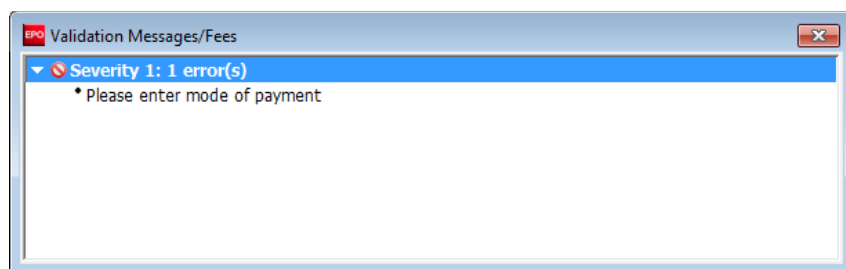 EPO Validation Messages/Fees
Severity 1: 1 error(s)
• Please enter mode of payment